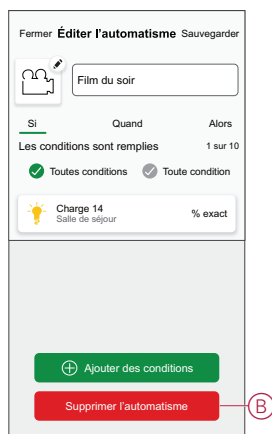 Fermer Éditer l'automatisme Sauvegarder
Film du soir
Si Quand Alors
Les conditions sont remplies 1 sur 10
Toutes conditions Toute condition
Charge 14
Salle de séjour
% exact
Ajouter des conditions
Supprimer l'automatisme
B